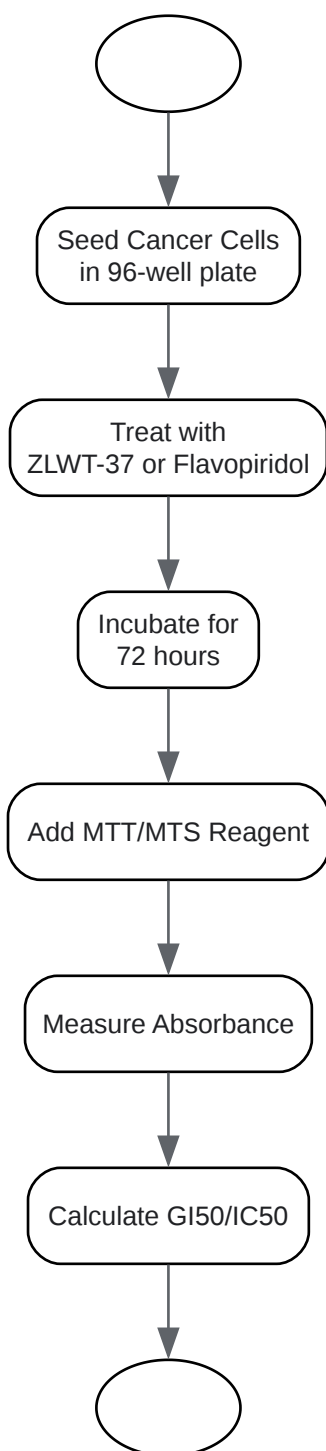 Seed Cancer Cells
in 96-well plate
Treat with
ZLWT-37 or Flavopiridol
Incubate for
72 hours
Add MTT/MTS Reagent
Measure Absorbance
Calculate GI50/IC50